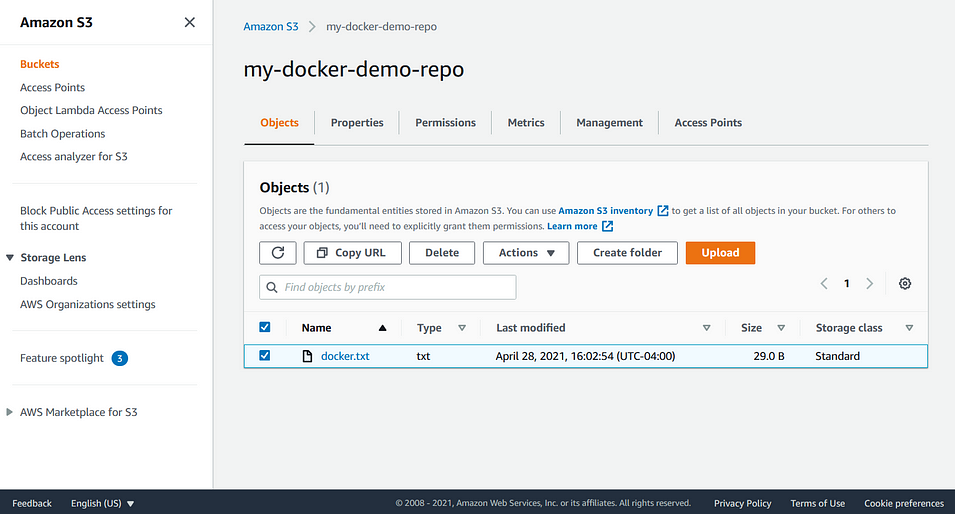 Amazon S3
Buckets
Access Points
Object Lambda Access Points
Batch Operations
Access analyzer for S3
Block Public Access settings for
this account
Storage Lens
Dashboards
AWS Organizations settings
Feature spotlight 3
AWS Marketplace for S3
Amazon S3 my-docker-demo-repo
my-docker-demo-repo
Objects Properties Permissions Metrics Management Access Points
Objects (1)
Objects are the fundamental entities stored in Amazon S3. You can use Amazon S3 inventory to get a list of all objects in your bucket. For others to
access your objects, you'll need to explicitly grant them permissions. Learn more
Copy URL Delete Actions Create folder Upload
Find objects by prefix
1
Name Type Last modified Size Storage class
docker.txt txt April 28, 2021, 16:02:54 (UTC-04:00) 29.0 B Standard
Feedback English (US) © 2008 - 2021, Amazon Web Services, Inc. or its affiliates. All rights reserved. Privacy Policy Terms of Use Cookie preferences